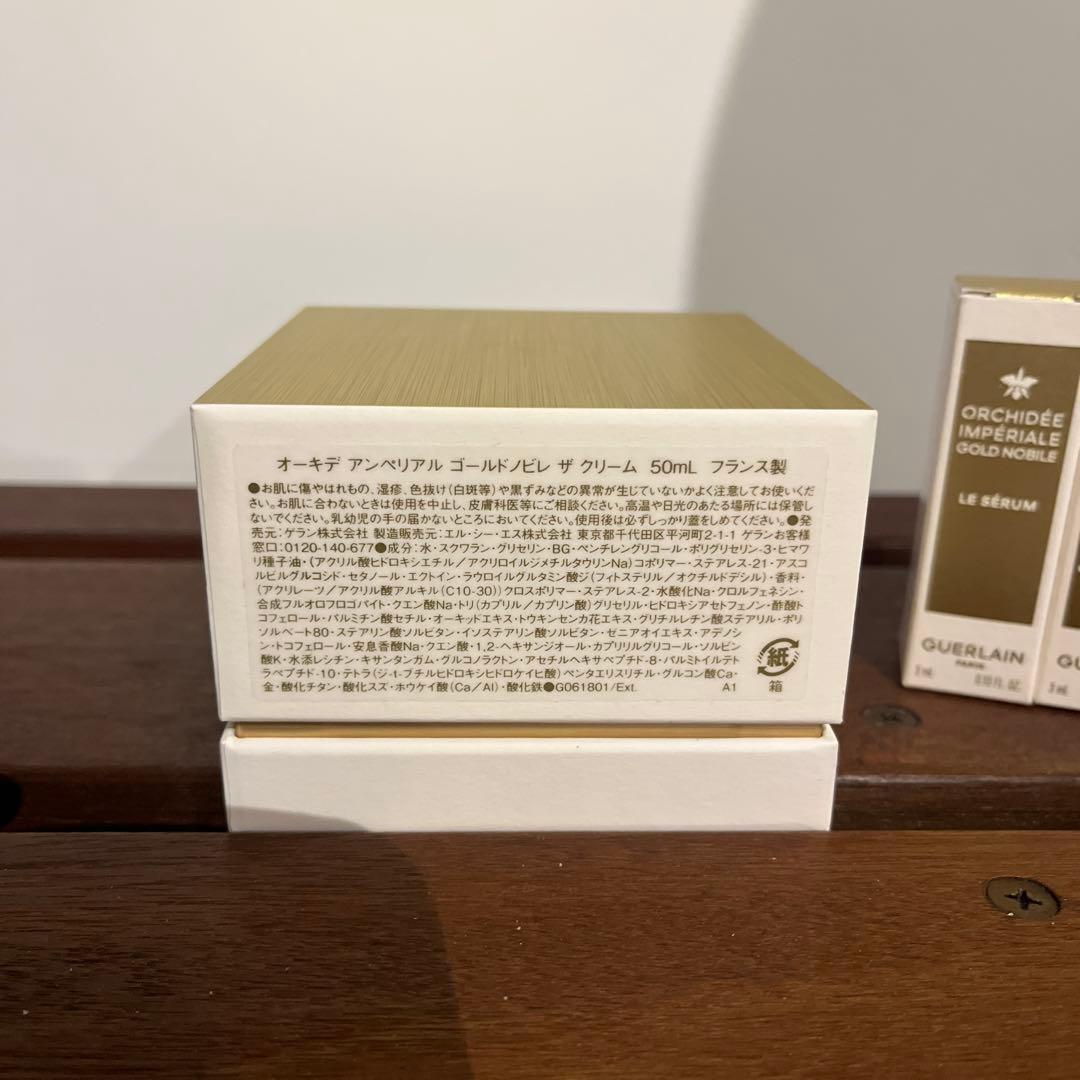 オーキデ アンペリアル ゴールドノビレ ザ クリーム 50mL フランス製
●お肌に傷やはれもの、湿疹、色抜け(白斑等)や黒ずみなどの異常が生じていないかよく注意してお使いくだ
さい。お肌に合わないときは使用を中止し、皮膚科医等にご相談ください。高温や日光のあたる場所には保管し
ないでください。乳幼児の手の届かないところにおいてください。使用後は必ずしっかり蓋をしめてください。●発
売元:ゲラン株式会社 製造販売元:エル・シー・エス株式会社 東京都千代田区平河町2-1-1 ゲランお客様
窓口:0120-140-677●成分:水・スクワラン・グリセリン・BG・ペンチレングリコール・ポリグリセリン-3・ヒマワ
リ種子油・(アクリル酸ヒドロキシエチル/アクリロイルジメチルタウリンNa)コポリマー・ステアレス-21・アスコ
ルビルグルコシド・セタノール・エクトイン・ラウロイルグルタミン酸ジ(フィトステリル/オクチルドデシル)・香料・
(アクリレーツ/アクリル酸アルキル(C10-30))クロスポリマー・ステアレス-2・水酸化Na・クロルフェネシン・
合成フルオロフロゴパイト・クエン酸Na・トリ(カプリル/カプリン酸)グリセリル・ヒドロキシアセトフェノン・酢酸ト
コフェロール・パルミチン酸セチル・オーキッドエキス・トウキンセンカ花エキス・グリチルレチン酸ステアリル・ポリ
ソルベート80・ステアリン酸ソルビタン・イソステアリン酸ソルビタン・ゼニアオイエキス・アデノシ
ン・トコフェロール・安息香酸Na・クエン酸・1,2-ヘキサンジオール・カプリリルグリコール・ソルビン
酸K・水添レシチン・キサンタンガム・グルコノラクトン・アセチルヘキサペプチド-8・パルミトイルテト
ラペプチド-10・テトラ(ジ-t-ブチルヒドロキシヒドロケイヒ酸)ペンタエリスリチル・グルコン酸Ca・
金・酸化チタン・酸化スズ・ホウケイ酸(Ca/Al)・酸化鉄●G061801/Ext. A1
紙
箱
ORCHIDÉE
IMPÉRIALE
GOLD NOBILE
LE SÉRUM
GUERLAIN
PARIS